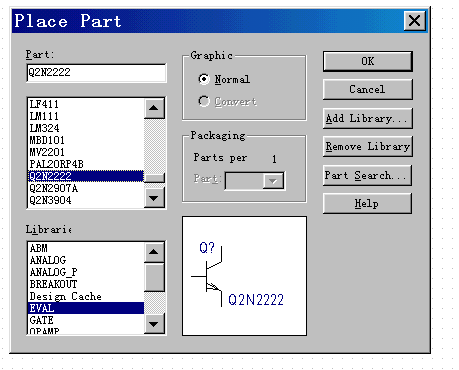 Place Part
Part:
Q2N2222
LF411
LM111
LM324
MBD101
MV2201
PAL20RP4B
Q2N2222
Q2N2907A
Q2N3904
Librarie
ABM
ANALOG
ANALOG_P
BREAKOUT
Design Cache
EVAL
GATE
OPAMP
Graphic
Normal
Convert
Packaging
Parts per 1
Part:
Q?
Q2N2222
OK
Cancel
Add Library...
Remove Library
Part Search...
Help